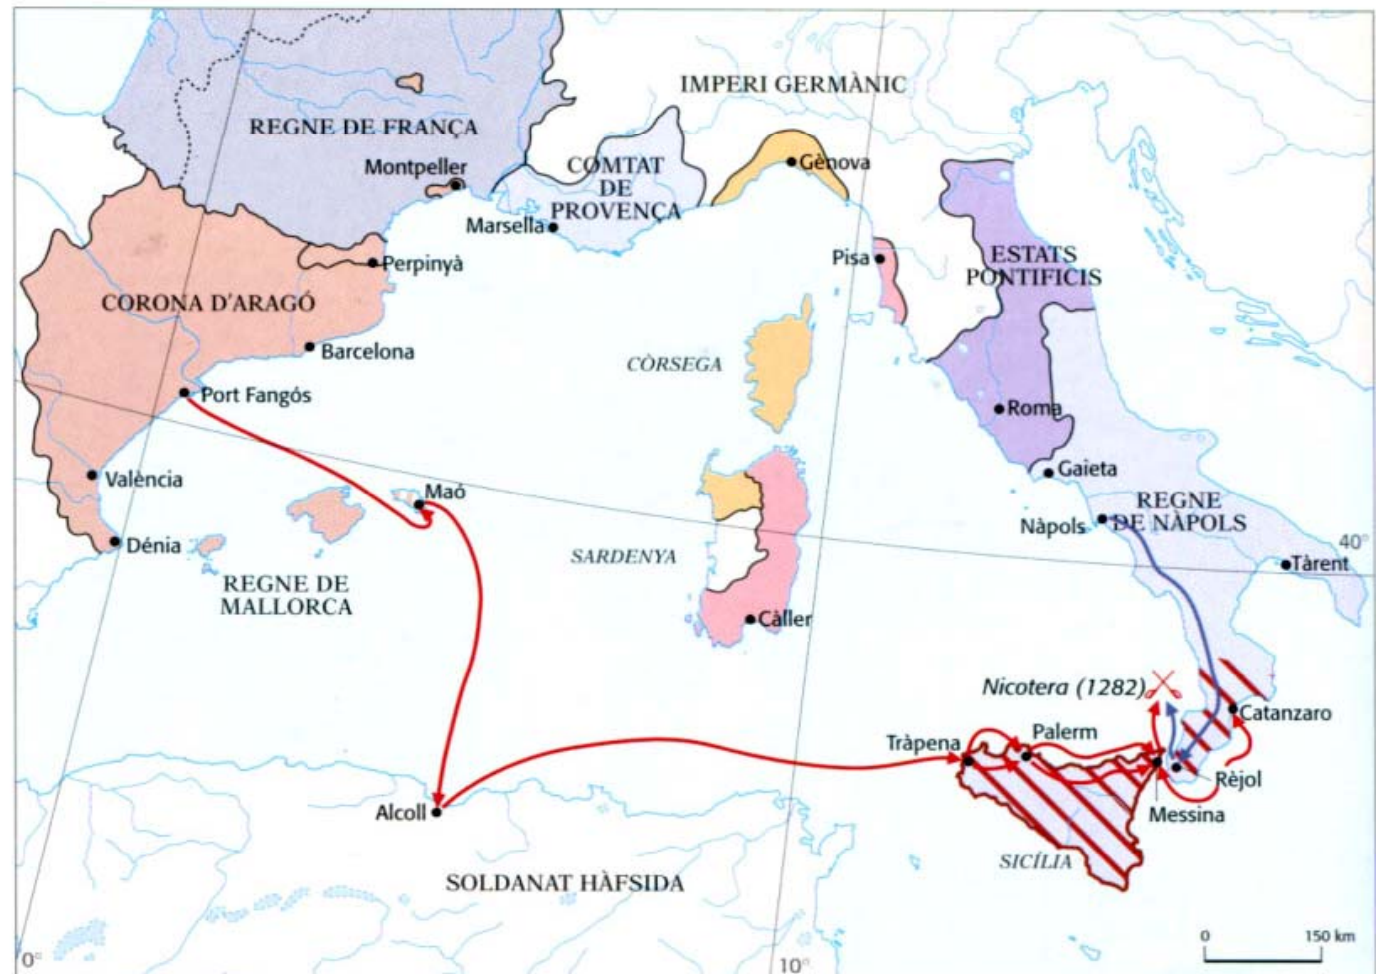 IMPERI GERMÀNIC
REGNE DE FRANÇA
Montpeller
COMTAT
DE
PROVENÇA
Gènova
Marsella
Perpinyà
Pisa
ESTATS
PONTIFICIS
CORONA D'ARAGÓ
Barcelona
CÒRSEGA
Port Fangós
Roma
València
Maó
Gaieta
REGNE
DE NÀPOLS
Nàpols
Dénia
SARDENYA
40°
Tàrent
REGNE DE
MALLORCA
Càller
Nicotera (1282)
Catanzaro
Tràpena
Palerm
Rèjol
Alcoll
Messina
SICÍLIA
SOLDANAT HÀFSIDA
0
150 km
0°
10°